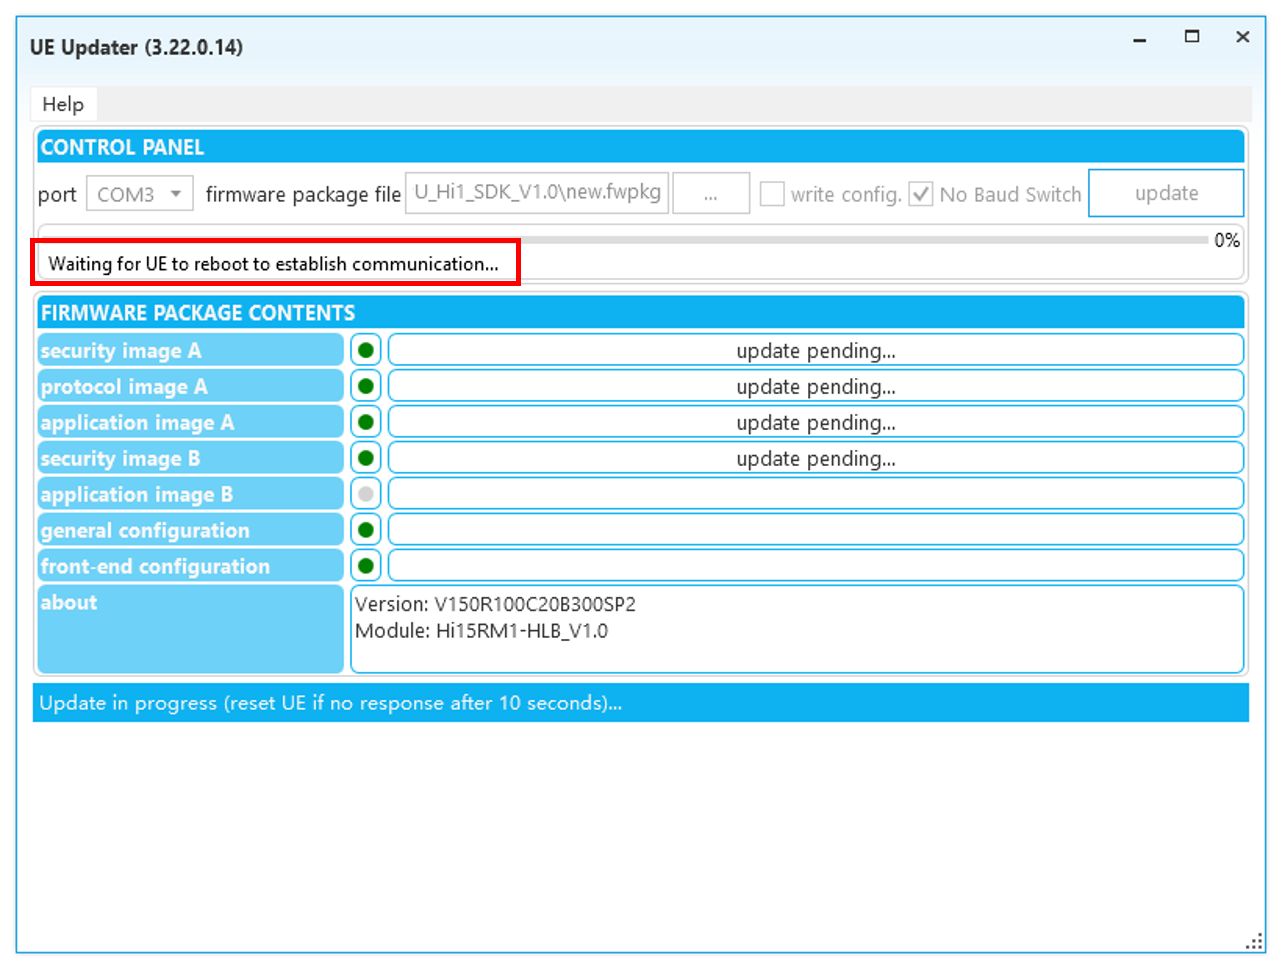 UE Updater (3.22.0.14)
Help
CONTROL PANEL
port COM3 firmware package file U_Hi1_SDK_V1.0\new.fwpkg ... write config. No Baud Switch update
0%
Waiting for UE to reboot to establish communication...
FIRMWARE PACKAGE CONTENTS
security image A update pending...
protocol image A update pending...
application image A update pending...
security image B update pending...
application image B
general configuration
front-end configuration
about Version: V150R100C20B300SP2
Module: Hi15RM1-HLB_V1.0
Update in progress (reset UE if no response after 10 seconds)...